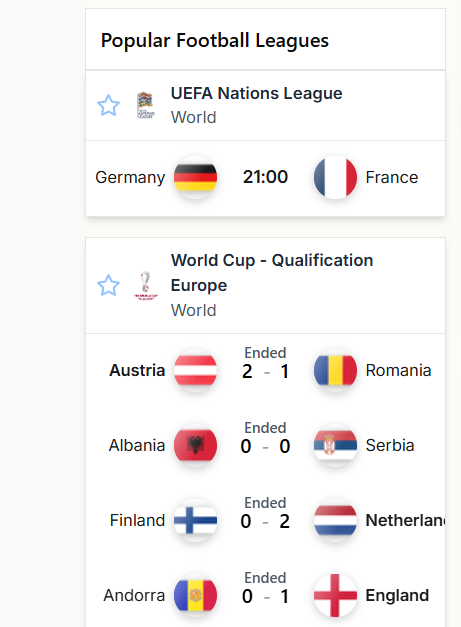 Popular Football Leagues
UEFA Nations League
World
Germany 21:00 France
World Cup - Qualification
Europe
World
Ended
Austria 2 - 1 Romania
Ended
Albania 0 - 0 Serbia
Ended
Finland 0 - 2 Netherlan
Ended
Andorra 0 - 1 England